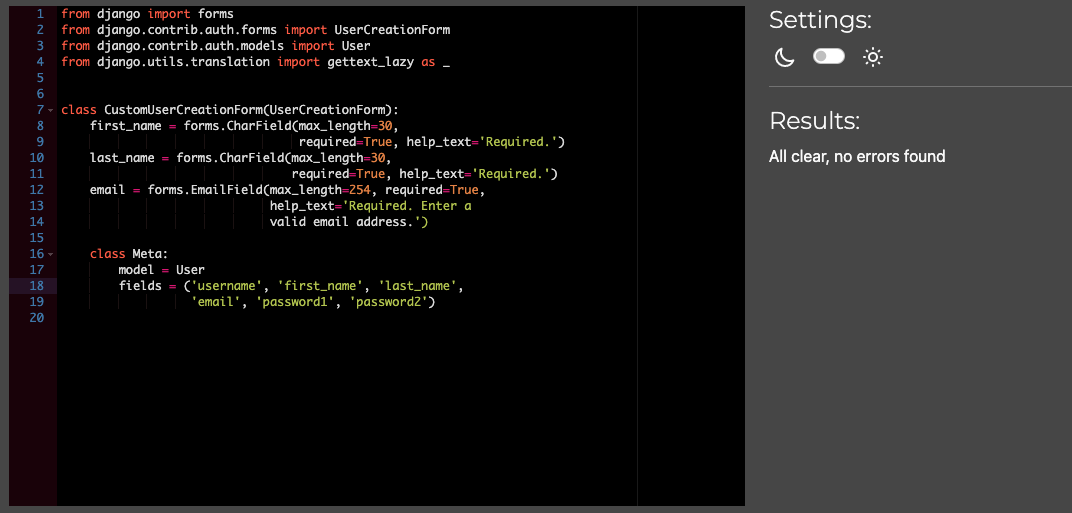 1 from django import forms
2 from django.contrib.auth.forms import UserCreationForm
3 from django.contrib.auth.models import User
4 from django.utils.translation import gettext_lazy as _
5
6
7 class CustomUserCreationForm(UserCreationForm):
8 first_name = forms.CharField(max_length=30,
9 required=True, help_text='Required.')
10 last_name = forms.CharField(max_length=30,
11 required=True, help_text='Required.')
12 email = forms.EmailField(max_length=254, required=True,
13 help_text='Required. Enter a
14 valid email address.')
15
16 class Meta:
17 model = User
18 fields = ('username', 'first_name', 'last_name',
19 'email', 'password1', 'password2')
20
Settings:
Results:
All clear, no errors found